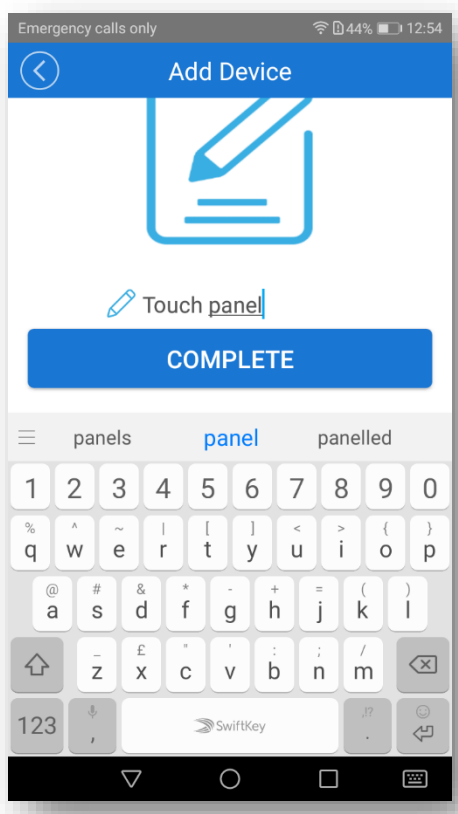 Emergency calls only 44% 12:54
Add Device
Touch panel
COMPLETE
panels panel panelled
1 2 3 4 5 6 7 8 9 0
% ^ ~ | [ ] < > { }
q w e r t y u i o p
@ # & * - + = ( )
a s d f g h j k l
_ £ " ' : ; /
z x c v b n m
123 , SwiftKey .!? .